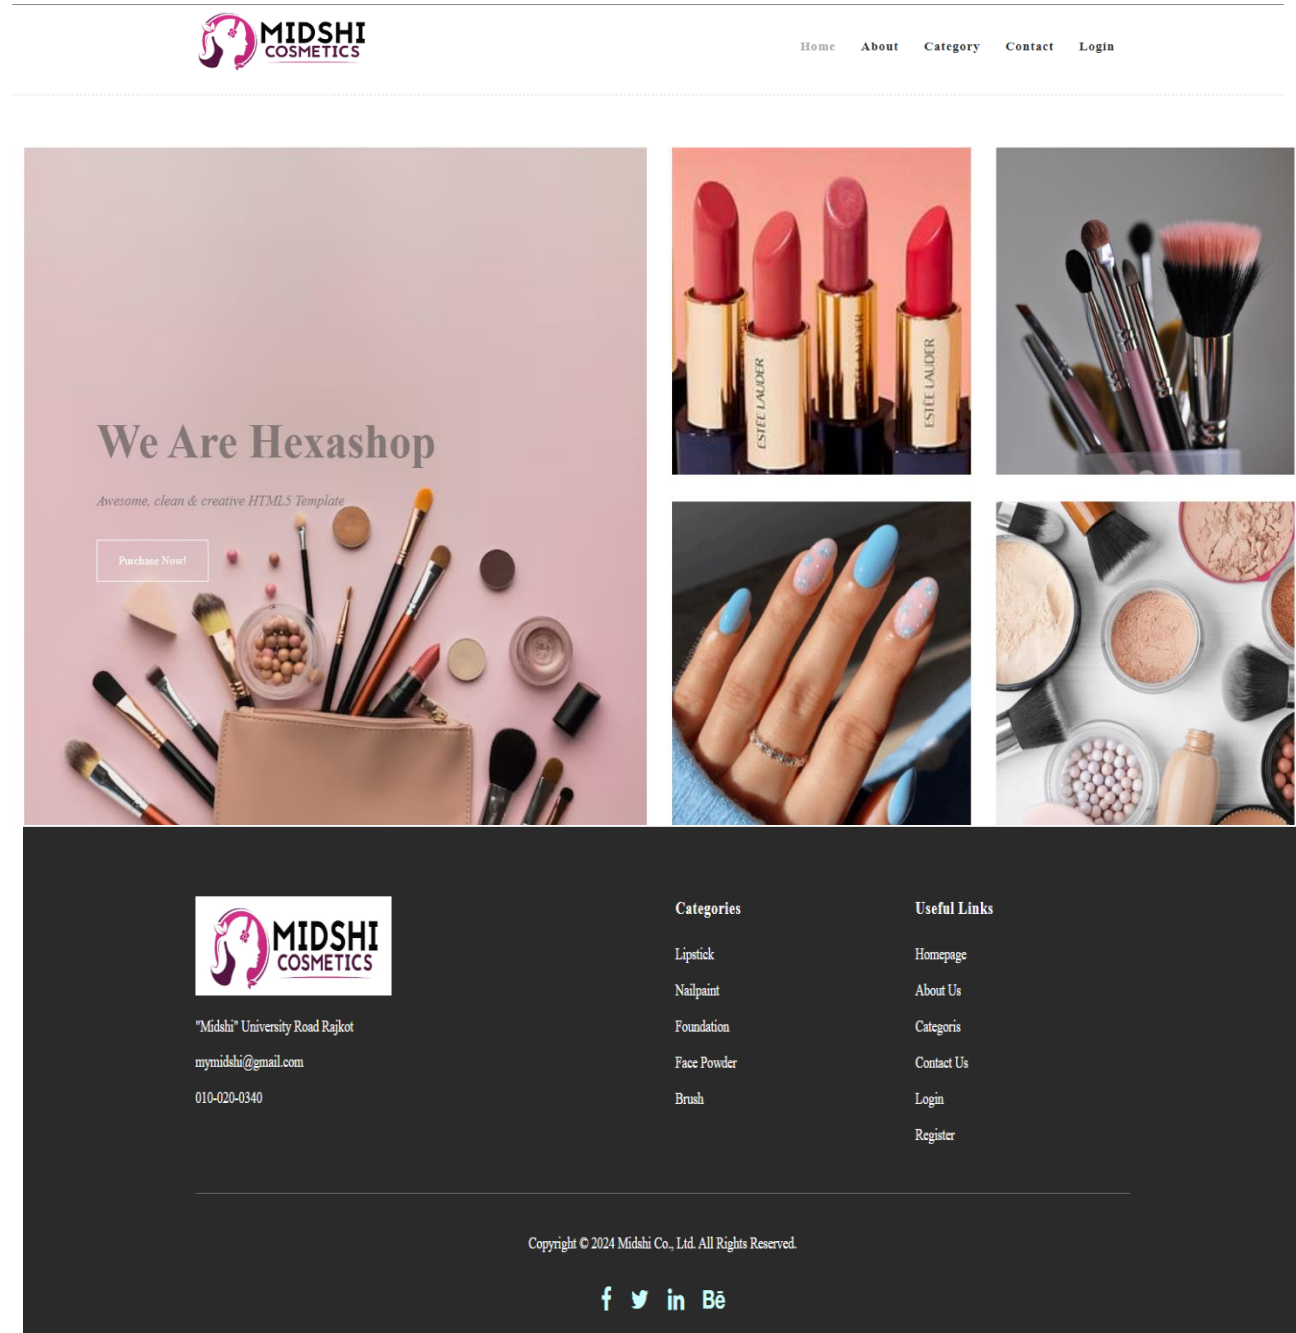 MIDSHI
COSMETICS
Home About Category Contact Login
We Are Hexashop
Awesome, clean & creative HTML5 Template
Purchase Now!
ESTĒE LAUDER
ESTĒE LAUDER
MIDSHI
COSMETICS
"Midshi" University Road Rajkot
mymidshi@gmail.com
010-020-0340
Categories
Lipstick
Nailpaint
Foundation
Face Powder
Brush
Useful Links
Homepage
About Us
Categoris
Contact Us
Login
Register
Copyright © 2024 Midshi Co., Ltd. All Rights Reserved.